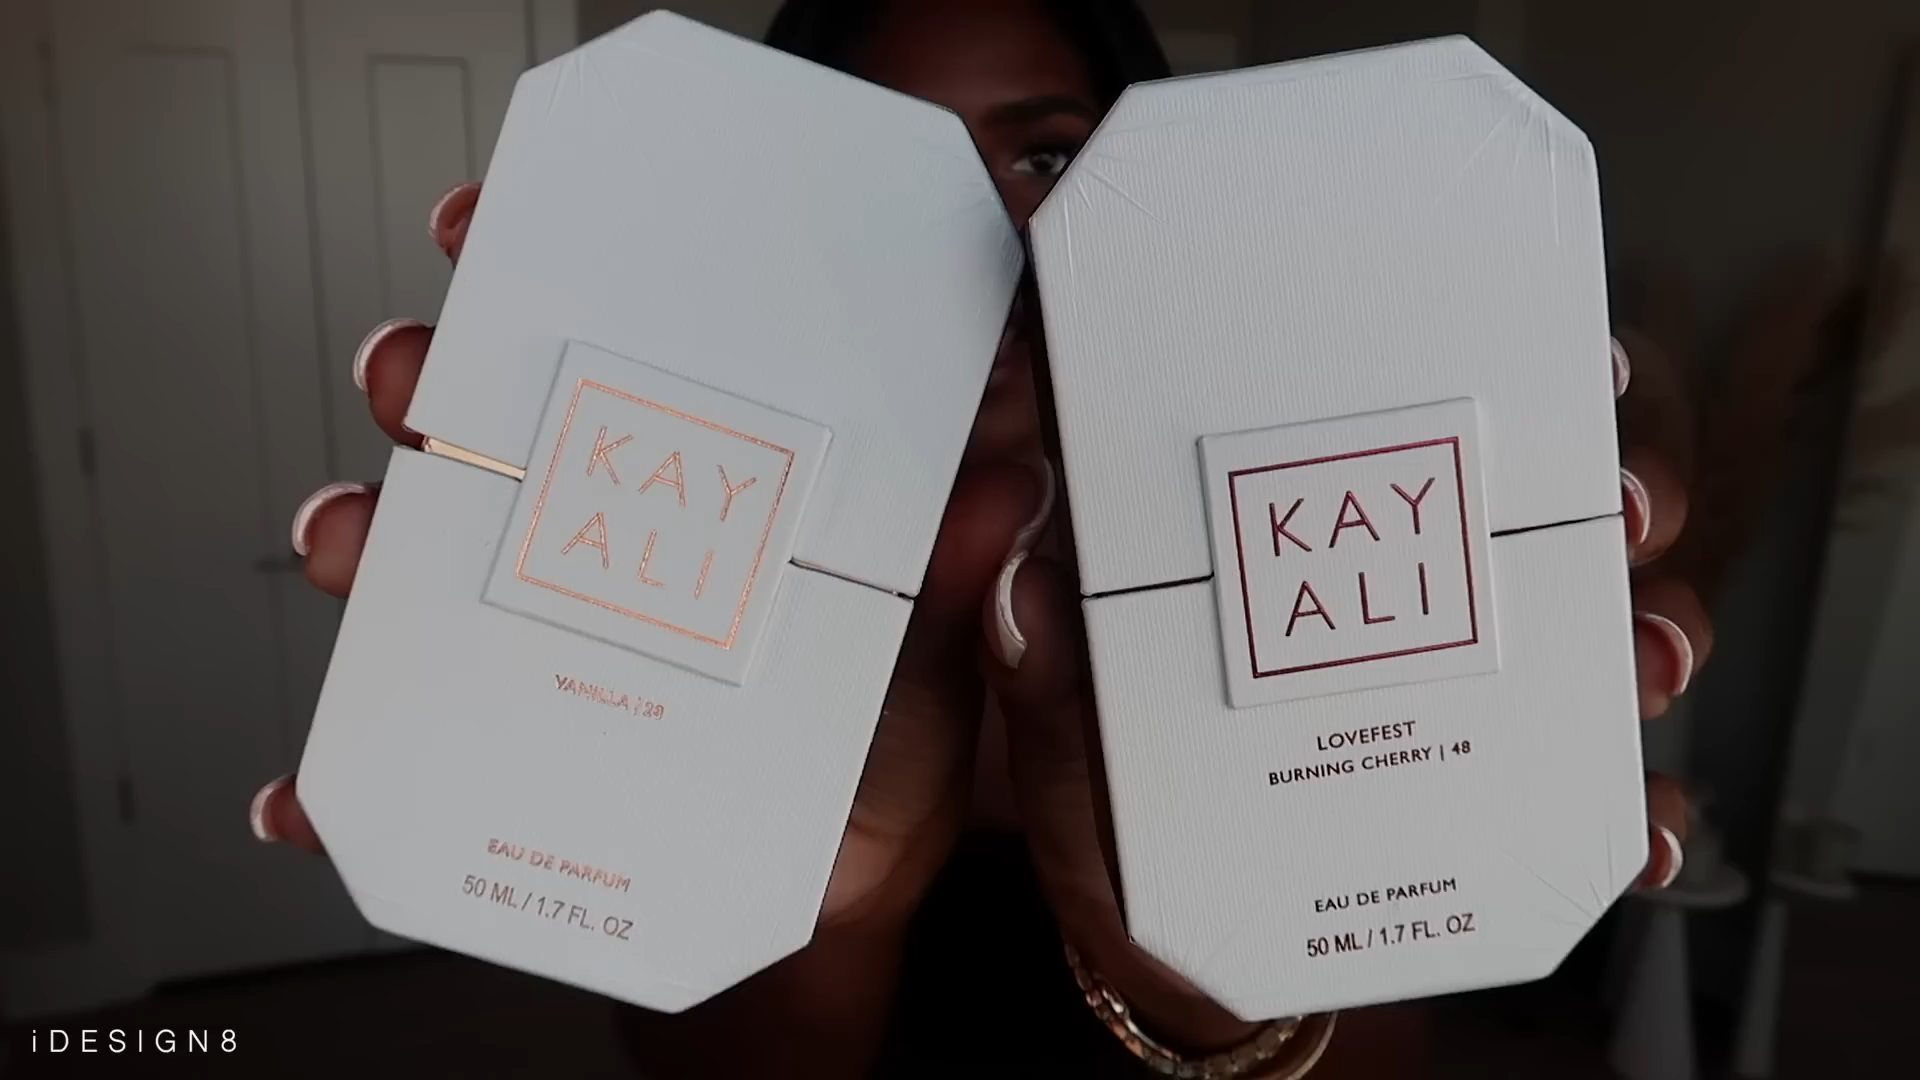 KAY
ALI
VANILLA | 28
EAU DE PARFUM
50 ML / 1.7 FL. OZ
KAY
ALI
LOVEFEST
BURNING CHERRY | 48
EAU DE PARFUM
50 ML / 1.7 FL. OZ
iDESIGN8